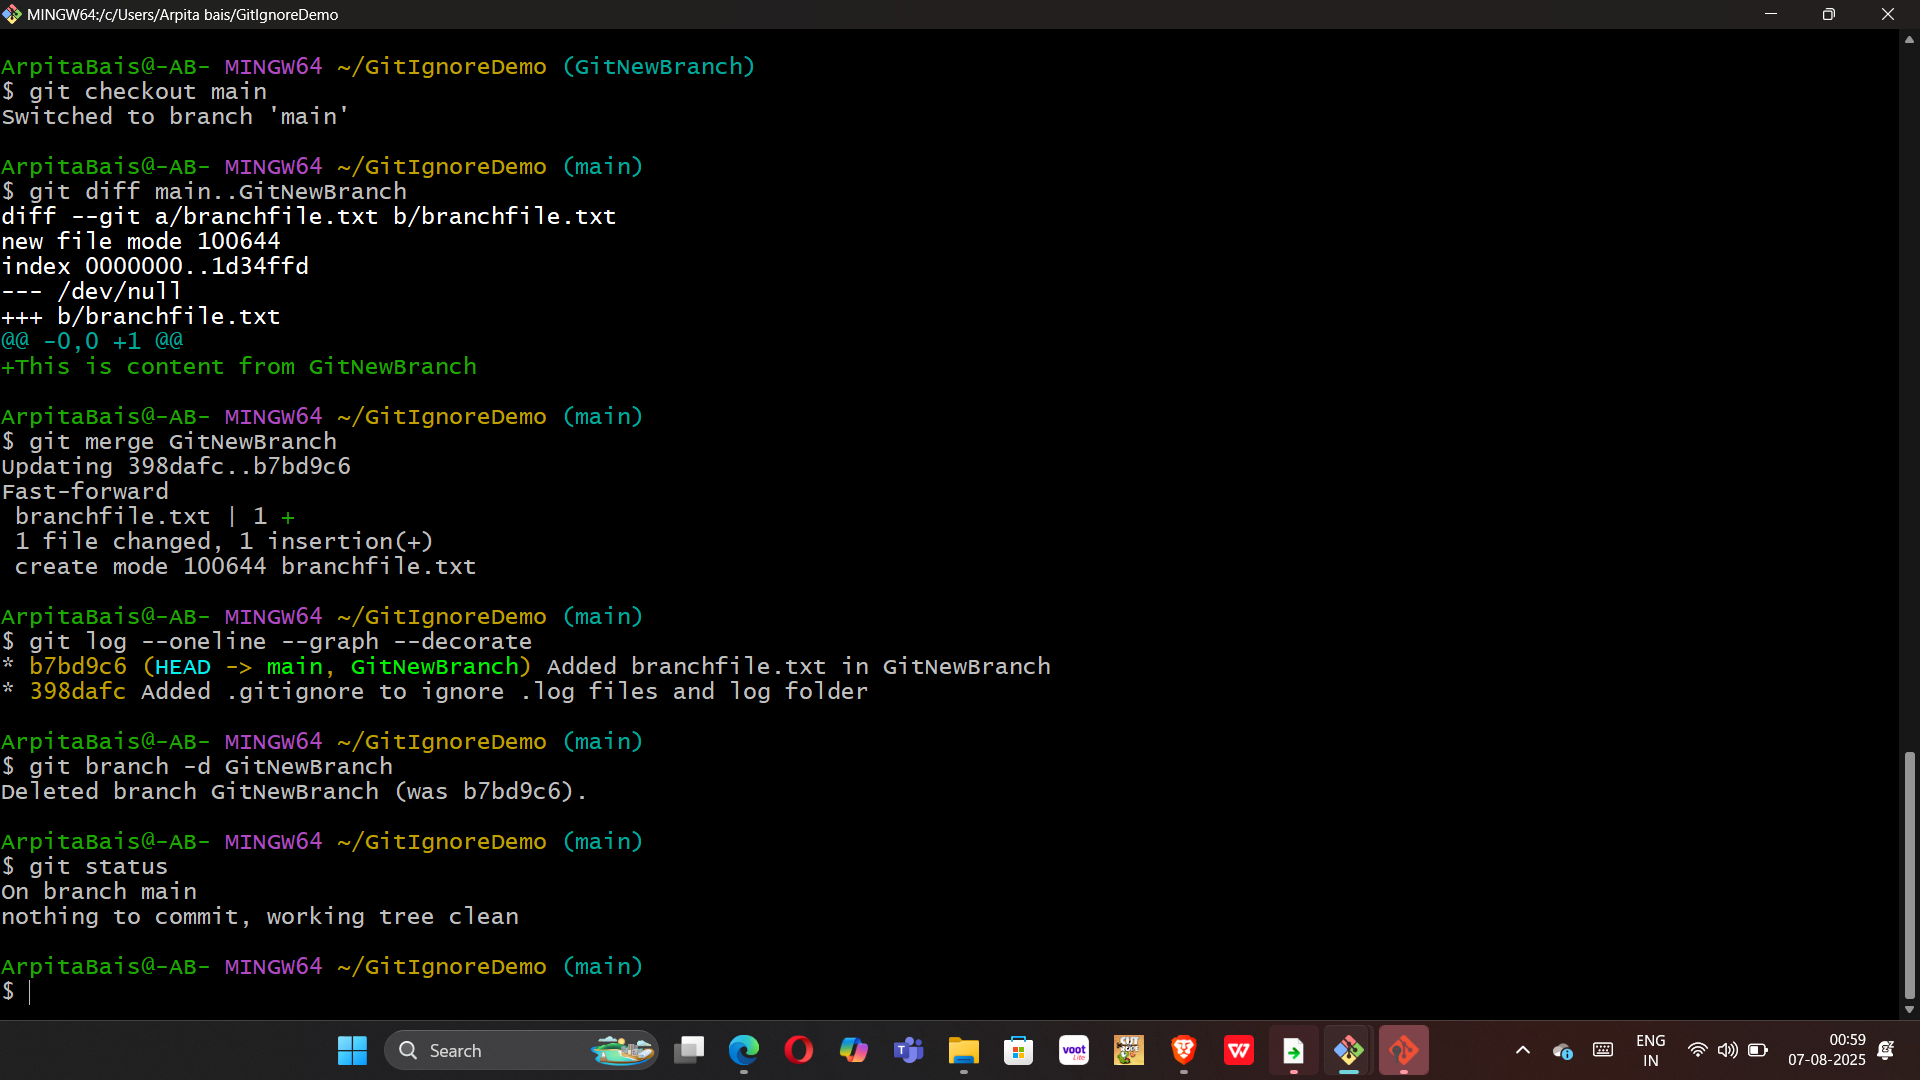 MINGW64:/c/Users/Arpita bais/GitIgnoreDemo
ArpitaBais@-AB- MINGW64 ~/GitIgnoreDemo (GitNewBranch)
$ git checkout main
Switched to branch 'main'
ArpitaBais@-AB- MINGW64 ~/GitIgnoreDemo (main)
$ git diff main..GitNewBranch
diff --git a/branchfile.txt b/branchfile.txt
new file mode 100644
index 0000000..1d34ffd
--- /dev/null
+++ b/branchfile.txt
@@ -0,0 +1 @@
+This is content from GitNewBranch
ArpitaBais@-AB- MINGW64 ~/GitIgnoreDemo (main)
$ git merge GitNewBranch
Updating 398dafc..b7bd9c6
Fast-forward
 branchfile.txt | 1 +
 1 file changed, 1 insertion(+)
 create mode 100644 branchfile.txt
ArpitaBais@-AB- MINGW64 ~/GitIgnoreDemo (main)
$ git log --oneline --graph --decorate
* b7bd9c6 (HEAD -> main, GitNewBranch) Added branchfile.txt in GitNewBranch
* 398dafc Added .gitignore to ignore .log files and log folder
ArpitaBais@-AB- MINGW64 ~/GitIgnoreDemo (main)
$ git branch -d GitNewBranch
Deleted branch GitNewBranch (was b7bd9c6).
ArpitaBais@-AB- MINGW64 ~/GitIgnoreDemo (main)
$ git status
On branch main
nothing to commit, working tree clean
ArpitaBais@-AB- MINGW64 ~/GitIgnoreDemo (main)
$
Search
voot
Lite
W
ENG
IN
00:59
07-08-2025